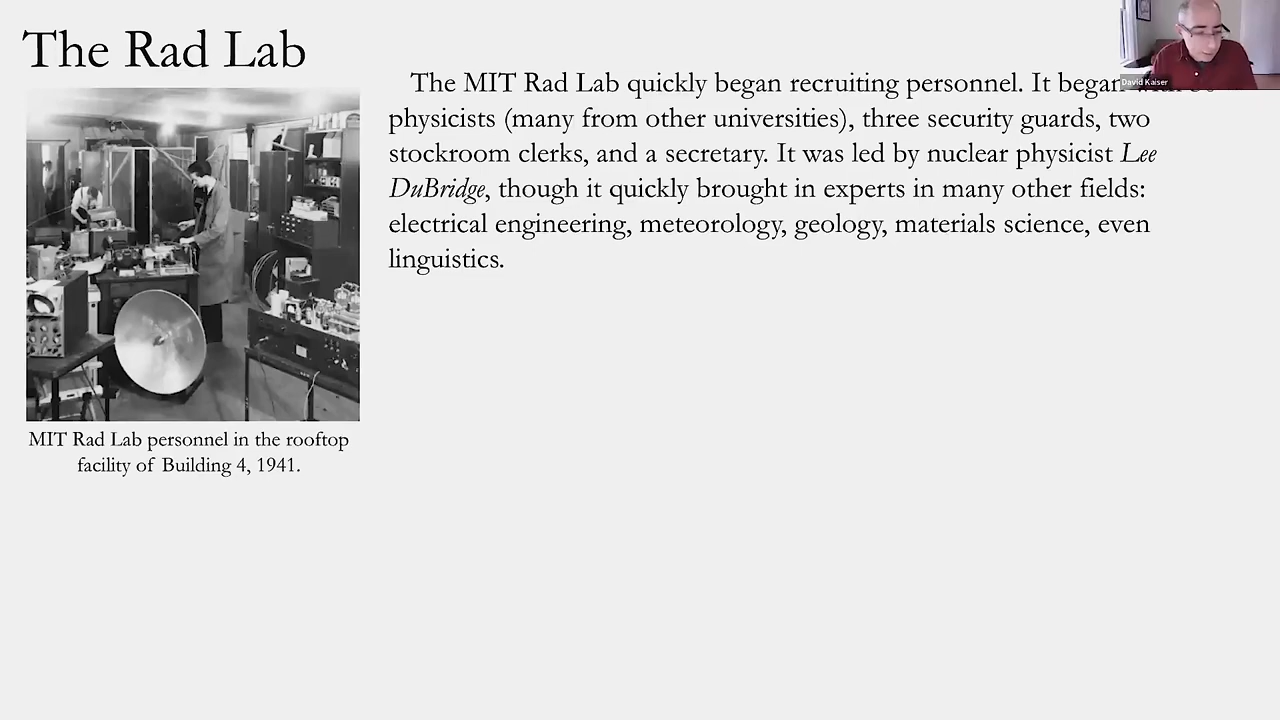 The Rad Lab
David Kaiser
The MIT Rad Lab quickly began recruiting personnel. It began
physicists (many from other universities), three security guards, two
stockroom clerks, and a secretary. It was led by nuclear physicist Lee
DuBridge, though it quickly brought in experts in many other fields:
electrical engineering, meteorology, geology, materials science, even
linguistics.
MIT Rad Lab personnel in the rooftop
facility of Building 4, 1941.